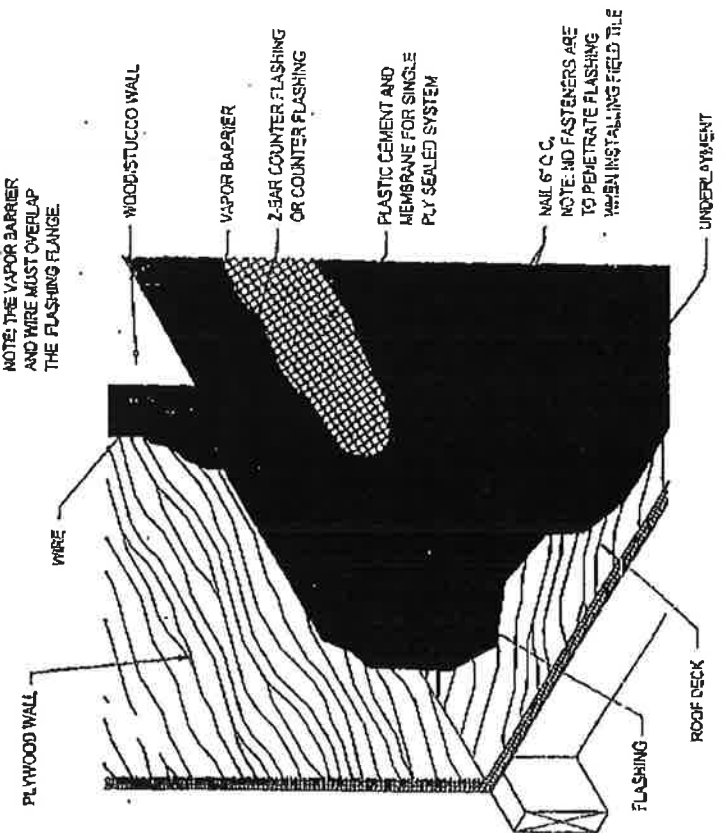 NOTE: THE VAPOR BARRIER
AND WIRE MUST OVERLAP
THE FLASHING FLANGE.
WOOD/STUCCO WALL
WIRE
VAPOR BARRIER
PLYWOOD WALL
Z-BAR COUNTER FLASHING
OR COUNTER FLASHING
PLASTIC CEMENT AND
MEMBRANE FOR SINGLE
PLY SEALED SYSTEM
NAIL 6" O.C.
NOTE: NO FASTENERS ARE
TO PENETRATE FLASHING
WHEN INSTALLING FIELD TILE
UNDERLAYMENT
FLASHING
ROOF DECK